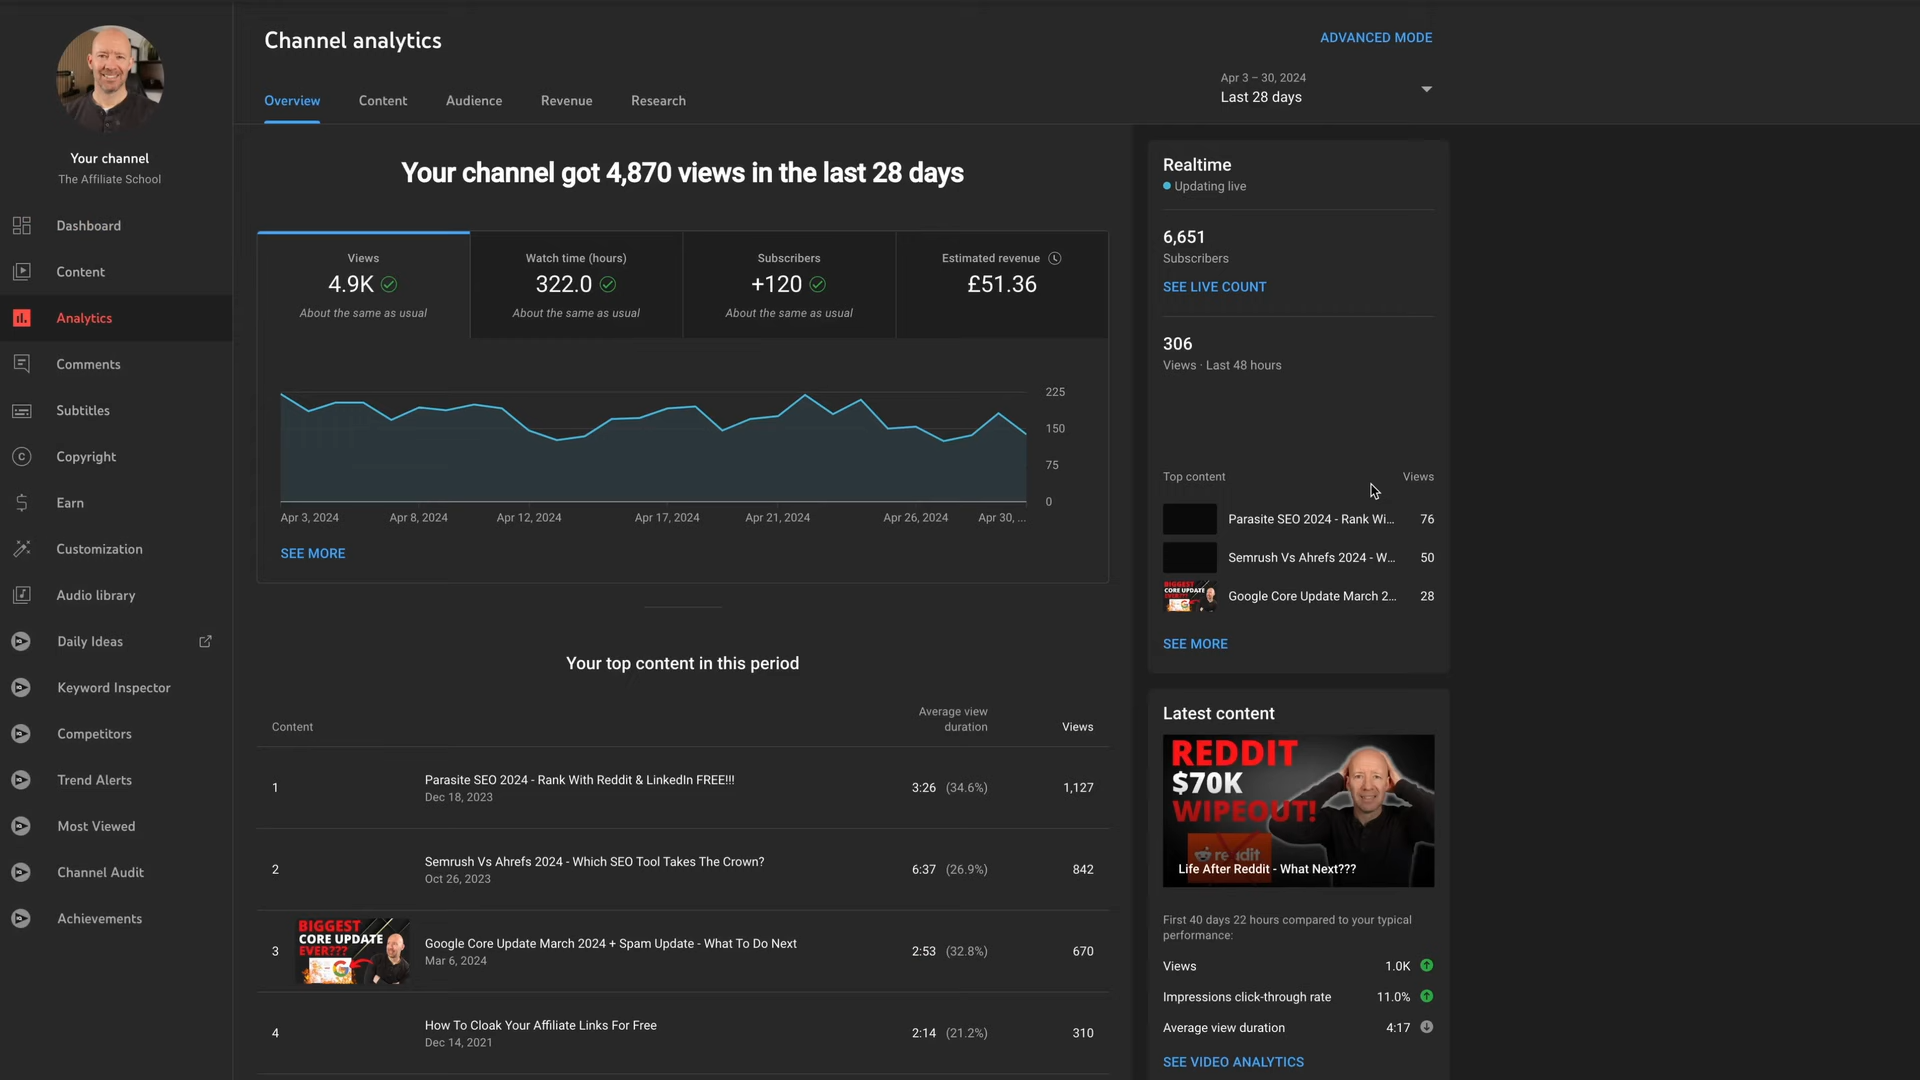 Channel analytics
ADVANCED MODE
Apr 3 – 30, 2024
Last 28 days
Overview
Content
Audience
Revenue
Research
Your channel
The Affiliate School
Dashboard
Content
Analytics
Comments
Subtitles
Copyright
Earn
Customization
Audio library
Daily Ideas
Keyword Inspector
Competitors
Trend Alerts
Most Viewed
Channel Audit
Achievements
Your channel got 4,870 views in the last 28 days
Views
4.9K
About the same as usual
Watch time (hours)
322.0
About the same as usual
Subscribers
+120
About the same as usual
Estimated revenue
£51.36
225
150
75
0
Apr 3, 2024
Apr 8, 2024
Apr 12, 2024
Apr 17, 2024
Apr 21, 2024
Apr 26, 2024
Apr 30, ...
SEE MORE
Your top content in this period
Content
Average view
duration
Views
1
Parasite SEO 2024 - Rank With Reddit & LinkedIn FREE!!!
Dec 18, 2023
3:26 (34.6%)
1,127
2
Semrush Vs Ahrefs 2024 - Which SEO Tool Takes The Crown?
Oct 26, 2023
6:37 (26.9%)
842
3
BIGGEST
CORE UPDATE
EVER???
Google Core Update March 2024 + Spam Update - What To Do Next
Mar 6, 2024
2:53 (32.8%)
670
4
How To Cloak Your Affiliate Links For Free
Dec 14, 2021
2:14 (21.2%)
310
Realtime
Updating live
6,651
Subscribers
SEE LIVE COUNT
306
Views · Last 48 hours
Top content
Views
Parasite SEO 2024 - Rank Wi...
76
Semrush Vs Ahrefs 2024 - W...
50
BIGGEST
CORE UPDATE
EVER???
Google Core Update March 2...
28
SEE MORE
Latest content
REDDIT
$70K
WIPEOUT!
reddit
Life After Reddit - What Next???
First 40 days 22 hours compared to your typical
performance:
Views
1.0K
Impressions click-through rate
11.0%
Average view duration
4:17
SEE VIDEO ANALYTICS